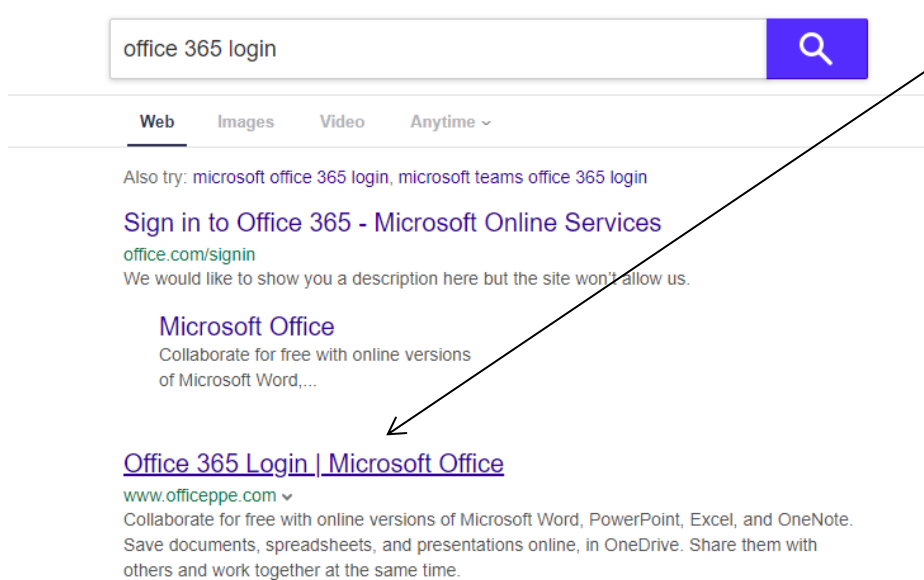 office 365 login
Web Images Video Anytime
Also try: microsoft office 365 login, microsoft teams office 365 login
Sign in to Office 365 - Microsoft Online Services
office.com/signin
We would like to show you a description here but the site won't allow us.
Microsoft Office
Collaborate for free with online versions
of Microsoft Word,...
Office 365 Login | Microsoft Office
www.officeppe.com
Collaborate for free with online versions of Microsoft Word, PowerPoint, Excel, and OneNote.
Save documents, spreadsheets, and presentations online, in OneDrive. Share them with
others and work together at the same time.